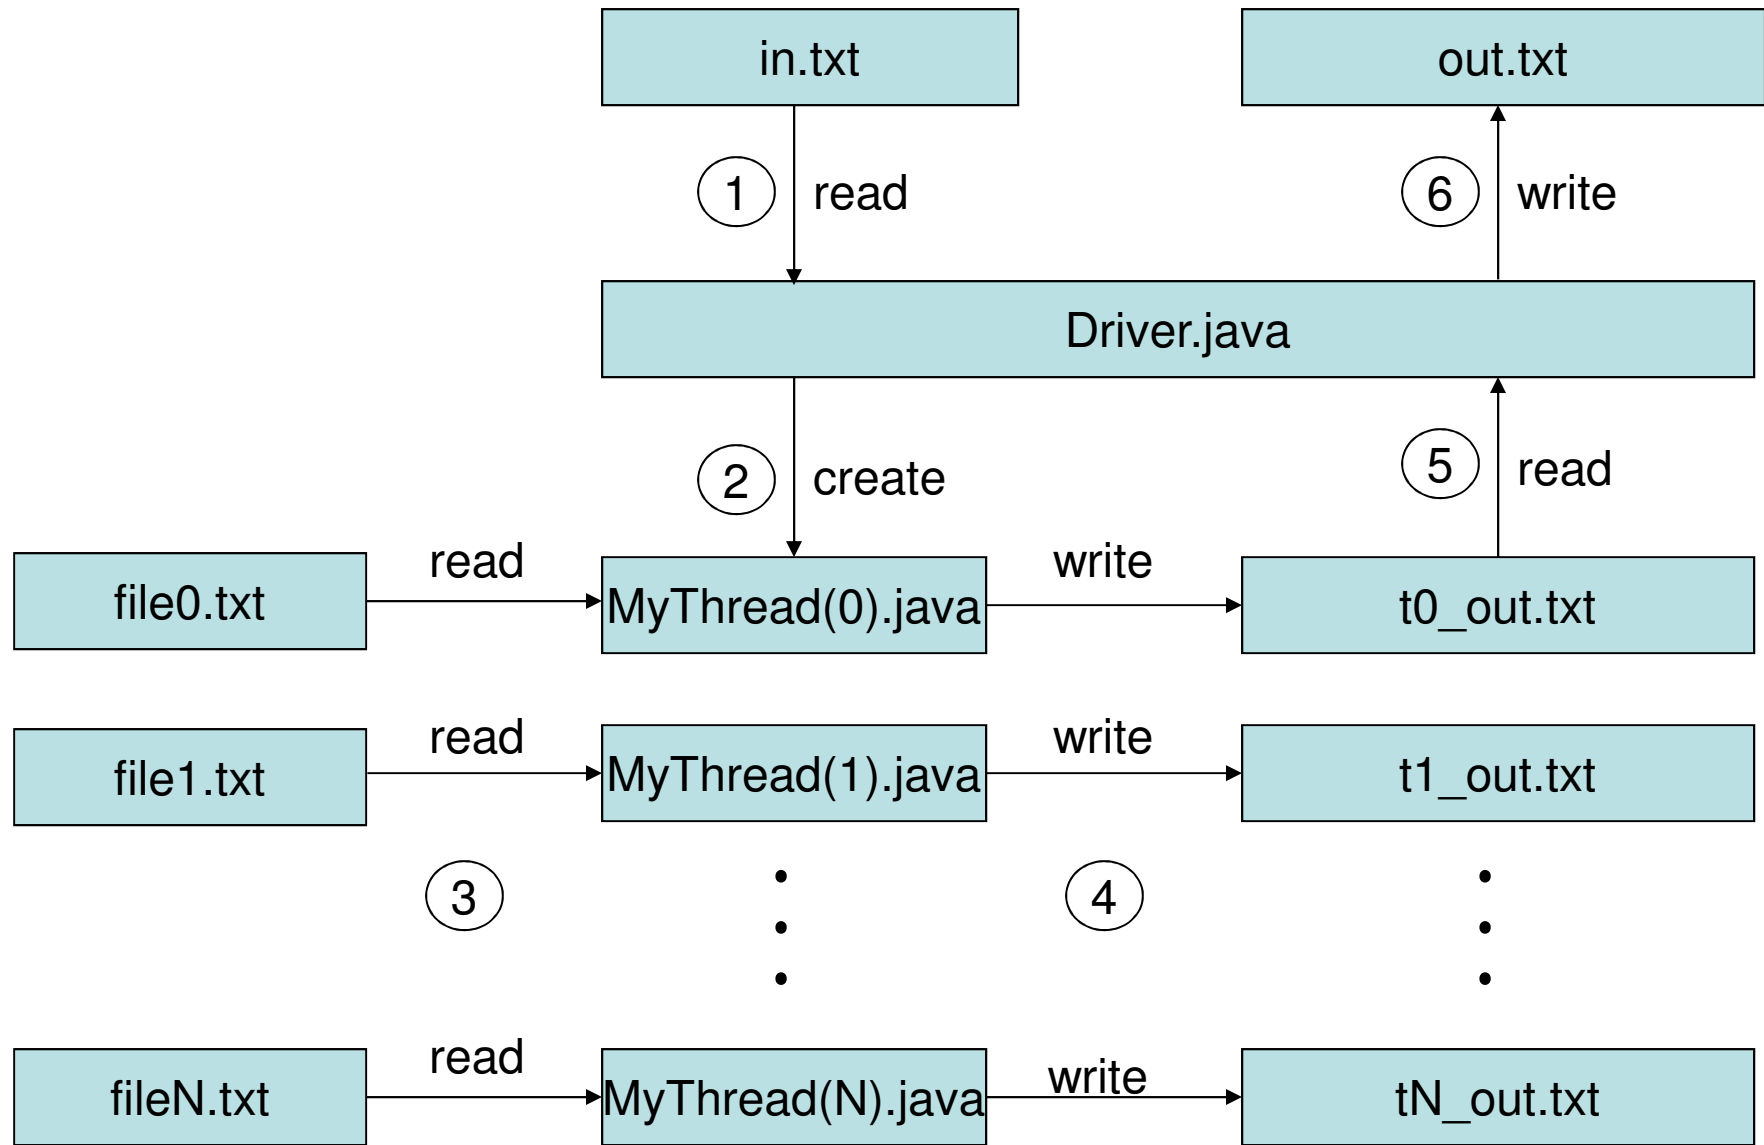 in.txt
out.txt
1
read
6
write
Driver.java
2
create
5
read
file0.txt
read
MyThread(0).java
write
t0_out.txt
file1.txt
read
MyThread(1).java
write
t1_out.txt
3
4
fileN.txt
read
MyThread(N).java
write
tN_out.txt